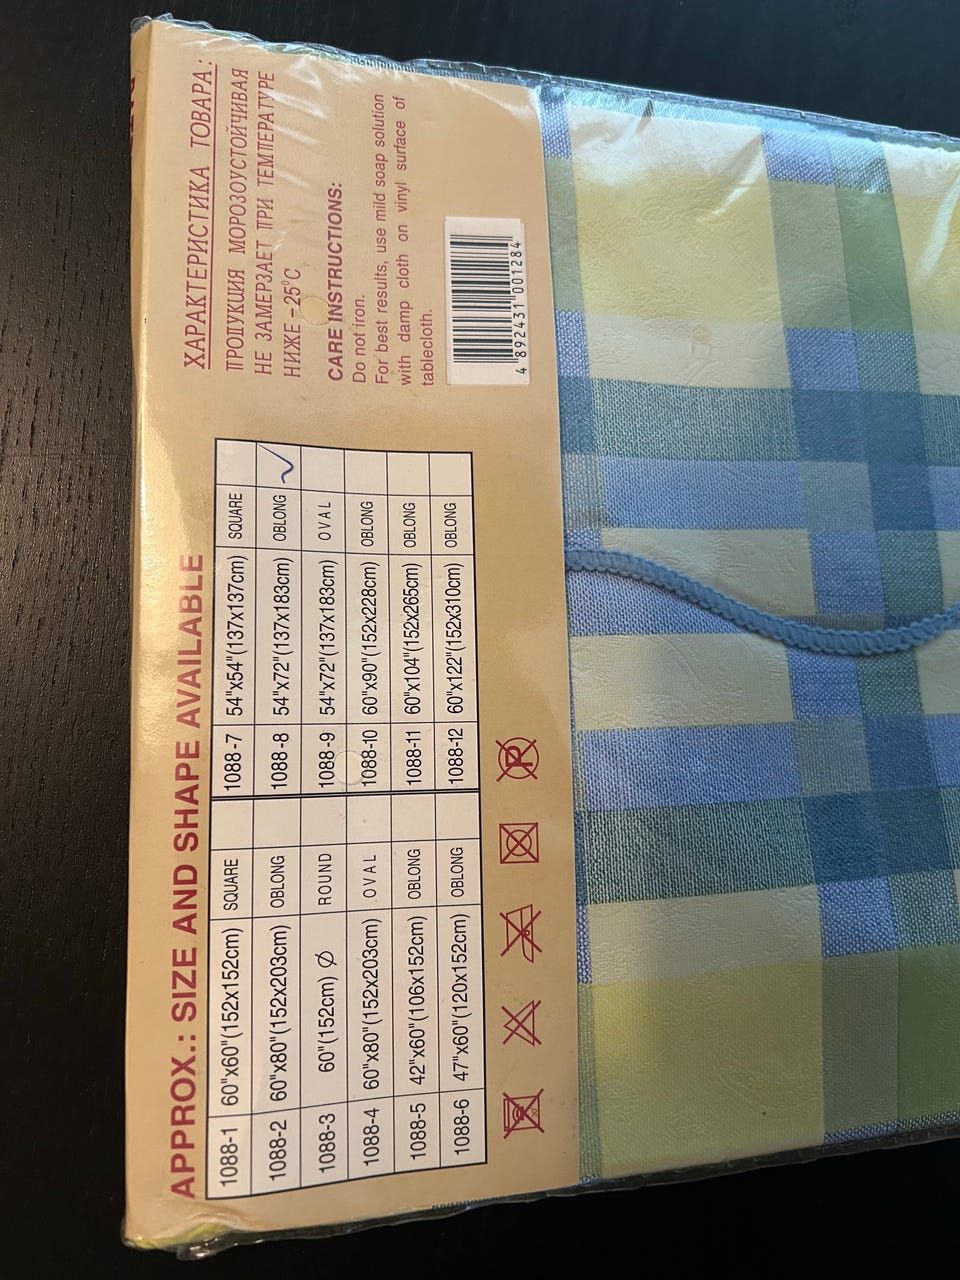 APPROX.: SIZE AND SHAPE AVAILABLE
1088-1 60"x60"(152x152cm) SQUARE 1088-7 54"x54"(137x137cm) SQUARE
1088-2 60"x80"(152x203cm) OBLONG 1088-8 54"x72"(137x183cm) OBLONG ✓
1088-3 60"(152cm) Ø ROUND 1088-9 54"x72"(137x183cm) OVAL
1088-4 60"x80"(152x203cm) OVAL 1088-10 60"x90"(152x228cm) OBLONG
1088-5 42"x60"(106x152cm) OBLONG 1088-11 60"x104"(152x265cm) OBLONG
1088-6 47"x60"(120x152cm) OBLONG 1088-12 60"x122"(152x310cm) OBLONG
P
ХАРАКТЕРИСТИКА ТОВАРА:
ПРОПУКЦИЯ МОРОЗОУСТОЙЧИВАЯ
НЕ ЗАМЕРЗАЕТ ПРИ ТЕМПЕРАТУРЕ
НИЖЕ -25°C
CARE INSTRUCTIONS:
Do not iron.
For best results, use mild soap solution
with damp cloth on vinyl surface of
tablecloth.
4 892431 001284